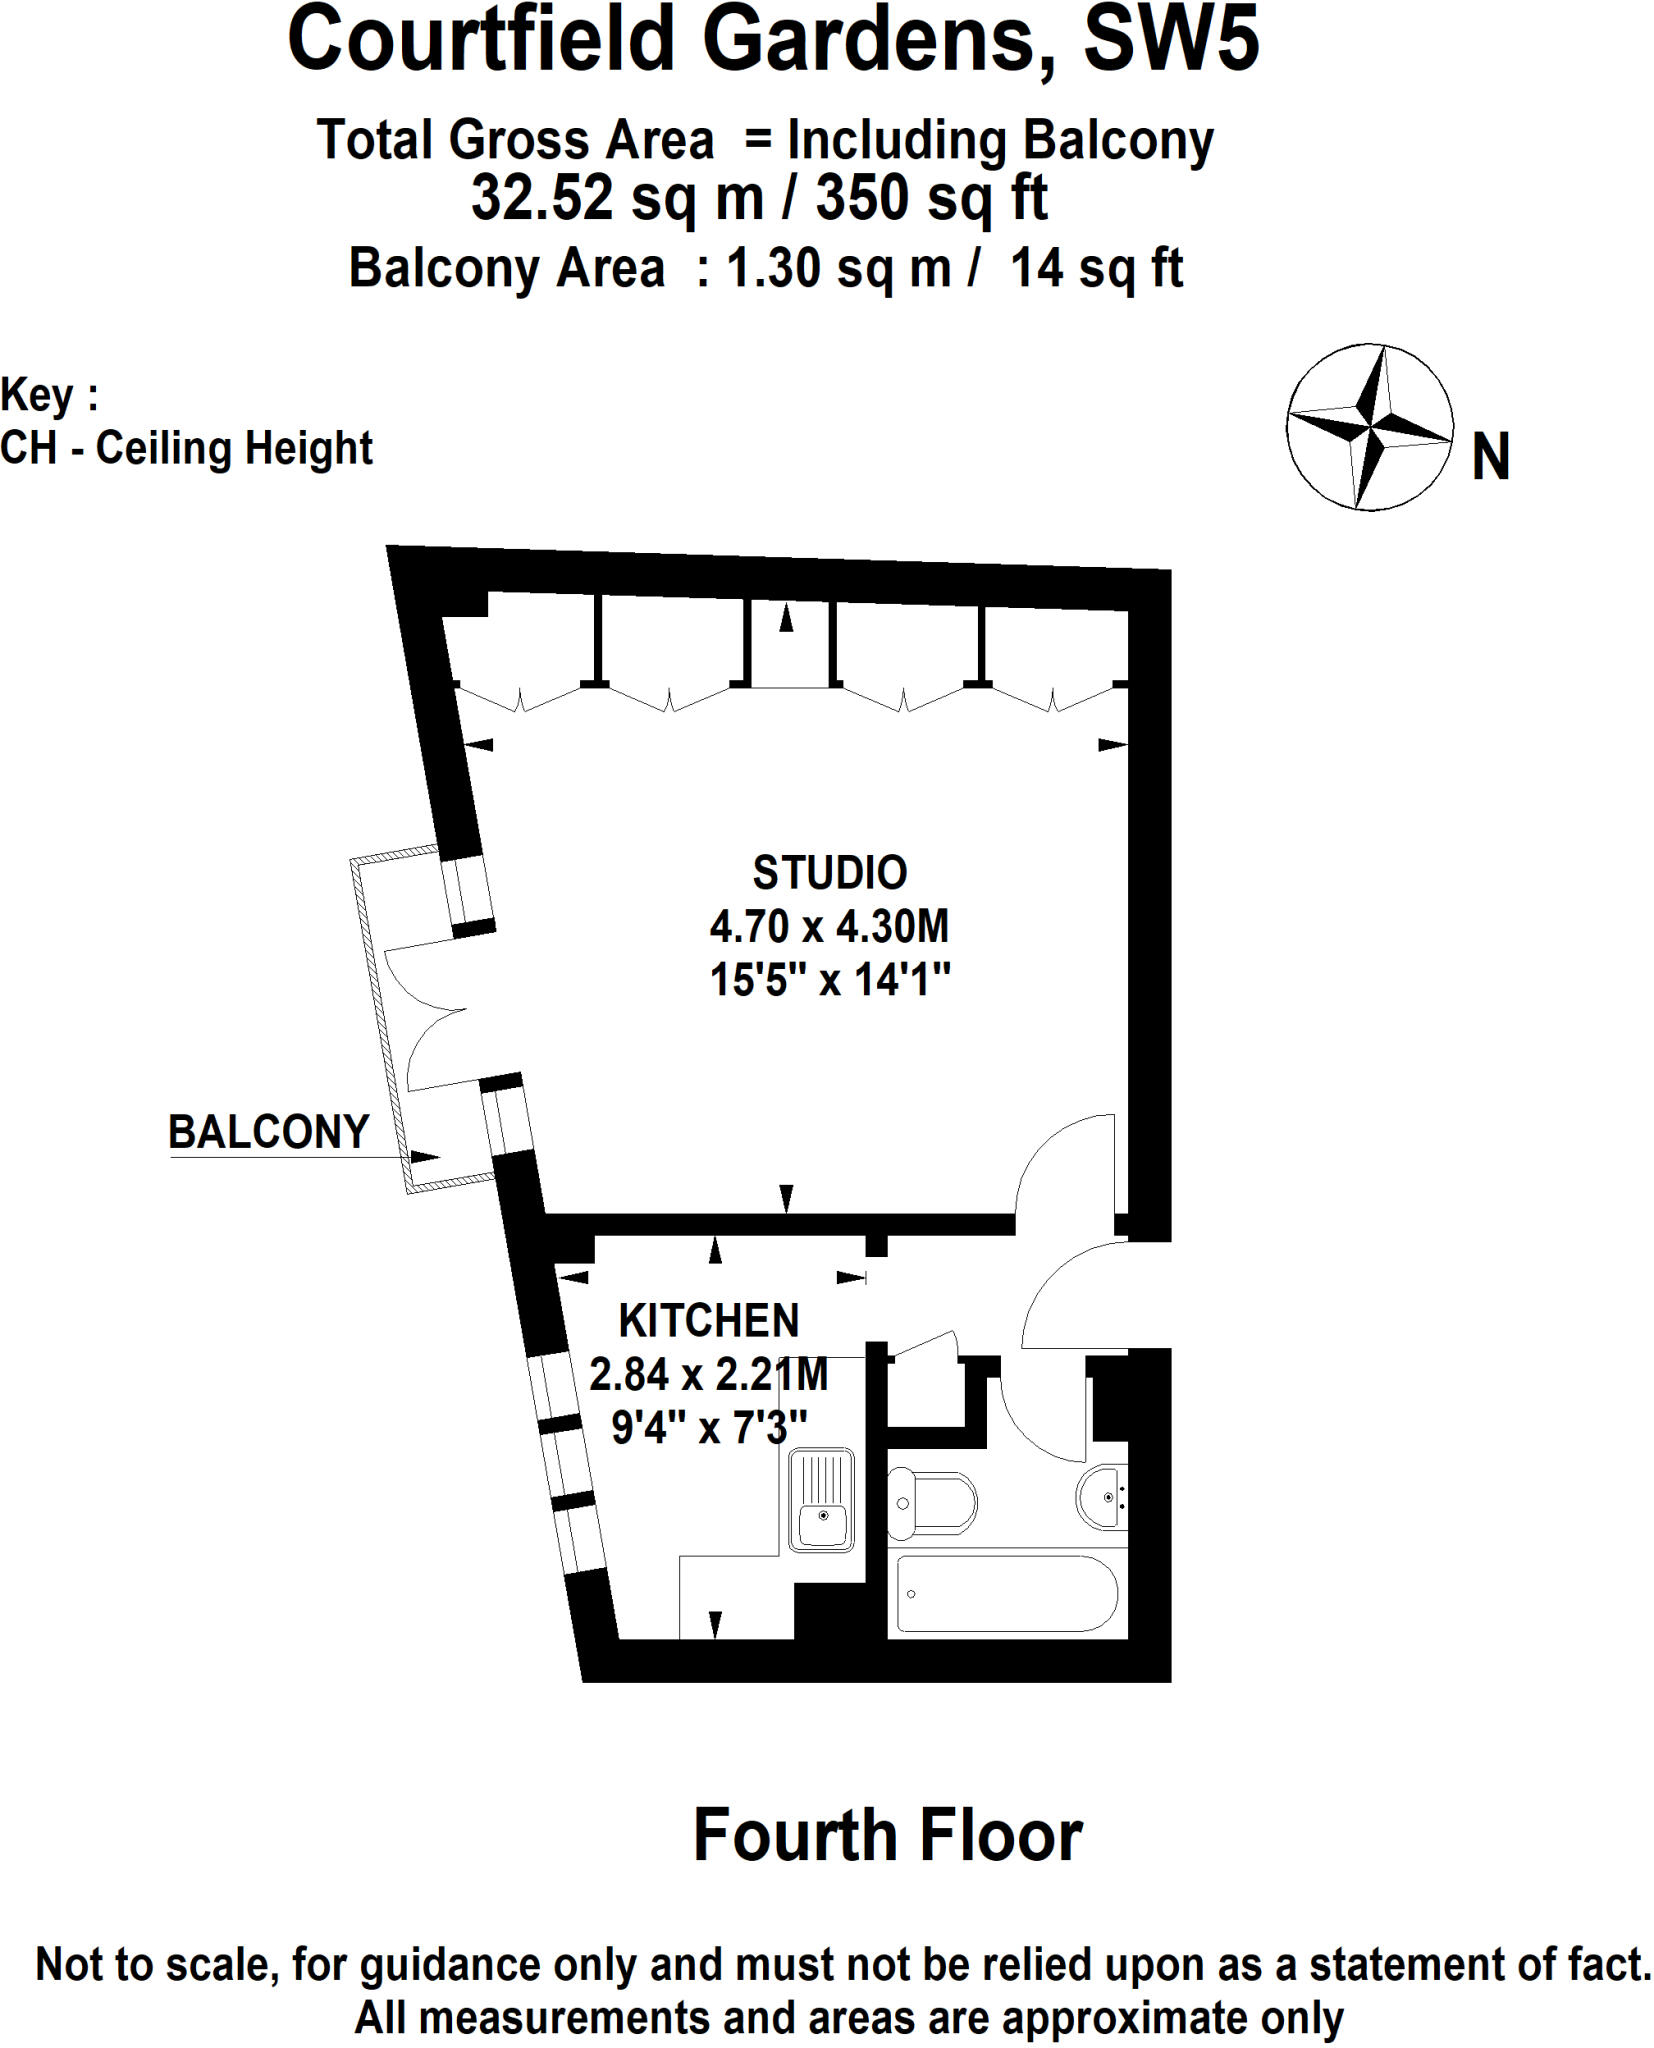 Courtfield Gardens, SW5
Total Gross Area = Including Balcony
32.52 sq m / 350 sq ft
Balcony Area : 1.30 sq m / 14 sq ft
Key :
CH - Ceiling Height
N
STUDIO
4.70 x 4.30M
15'5" x 14'1"
BALCONY
KITCHEN
2.84 x 2.21M
9'4" x 7'3"
Fourth Floor
Not to scale, for guidance only and must not be relied upon as a statement of fact.
All measurements and areas are approximate only